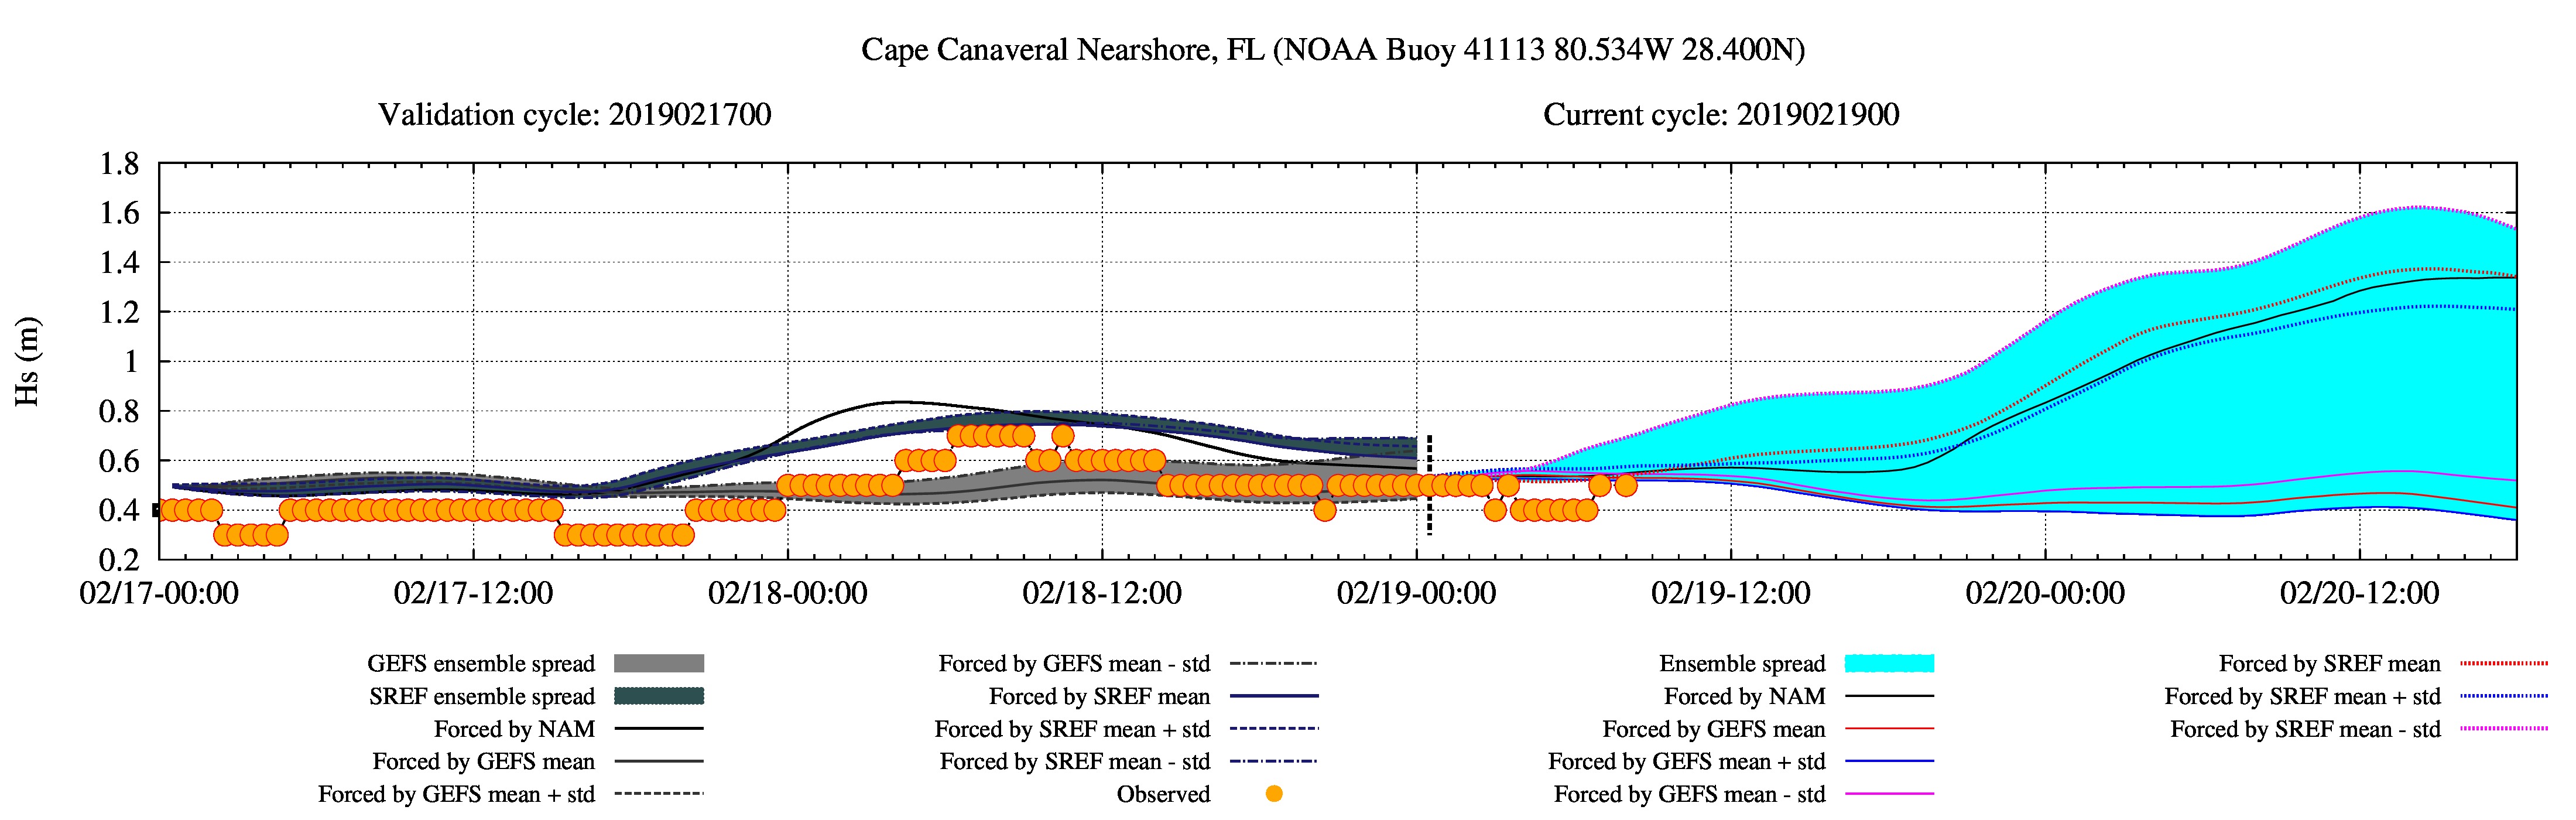 Cape Canaveral Nearshore, FL (NOAA Buoy 41113 80.534W 28.400N)
Validation cycle: 2019021700
Current cycle: 2019021900
Hs (m)
1.8
1.6
1.4
1.2
1
0.8
0.6
0.4
0.2
02/17-00:00
02/17-12:00
02/18-00:00
02/18-12:00
02/19-00:00
02/19-12:00
02/20-00:00
02/20-12:00
GEFS ensemble spread
SREF ensemble spread
Forced by NAM
Forced by GEFS mean
Forced by GEFS mean + std
Forced by GEFS mean - std
Forced by SREF mean
Forced by SREF mean + std
Forced by SREF mean - std
Observed
Ensemble spread
Forced by NAM
Forced by GEFS mean
Forced by GEFS mean + std
Forced by GEFS mean - std
Forced by SREF mean
Forced by SREF mean + std
Forced by SREF mean - std